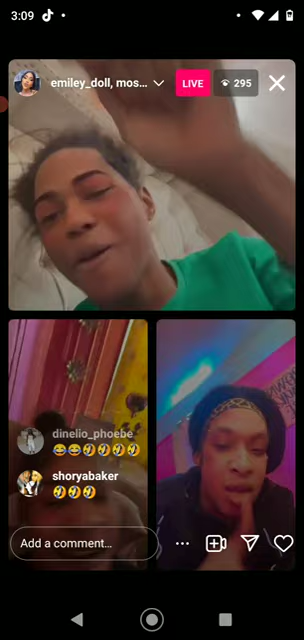 3:09
emiley_doll, mos...
LIVE
295
dinelio_phoebe
😂😂🤣🤣🤣🤣
shoryabaker
🤣🤣🤣
Add a comment...